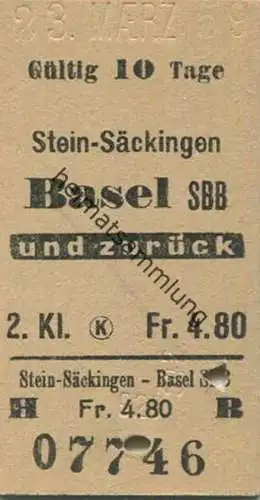 23. MÄRZ 59
Gültig 10 Tage
Stein-Säckingen
Basel SBB
und zurück
2. Kl. K Fr. 4.80
Stein-Säckingen - Basel SBB
H Fr. 4.80 R
07746
heimatsammlung